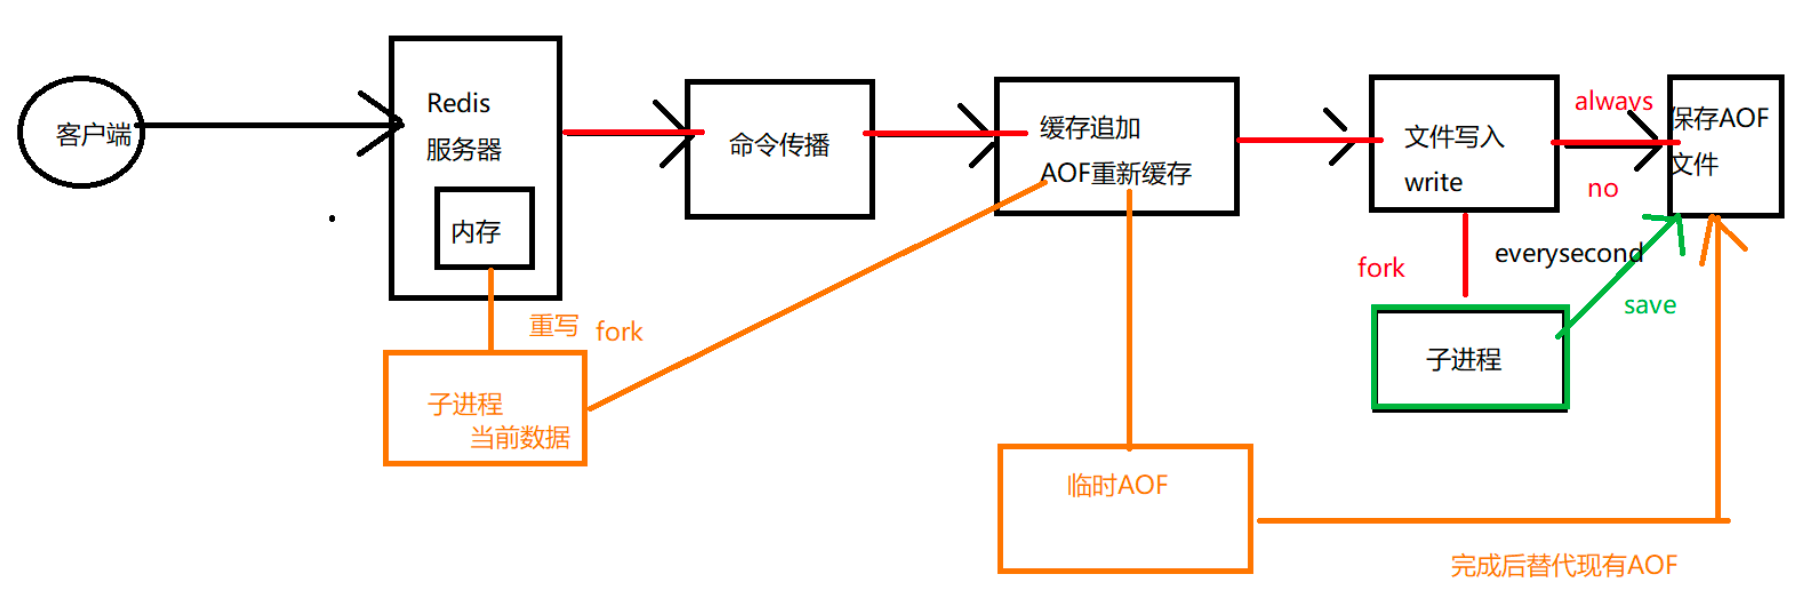 客户端
Redis
服务器
内存
命令传播
缓存追加
AOF重新缓存
文件写入
write
always
no
保存AOF
文件
everysecond
fork
save
子进程
重写 fork
子进程
当前数据
临时AOF
完成后替代现有AOF